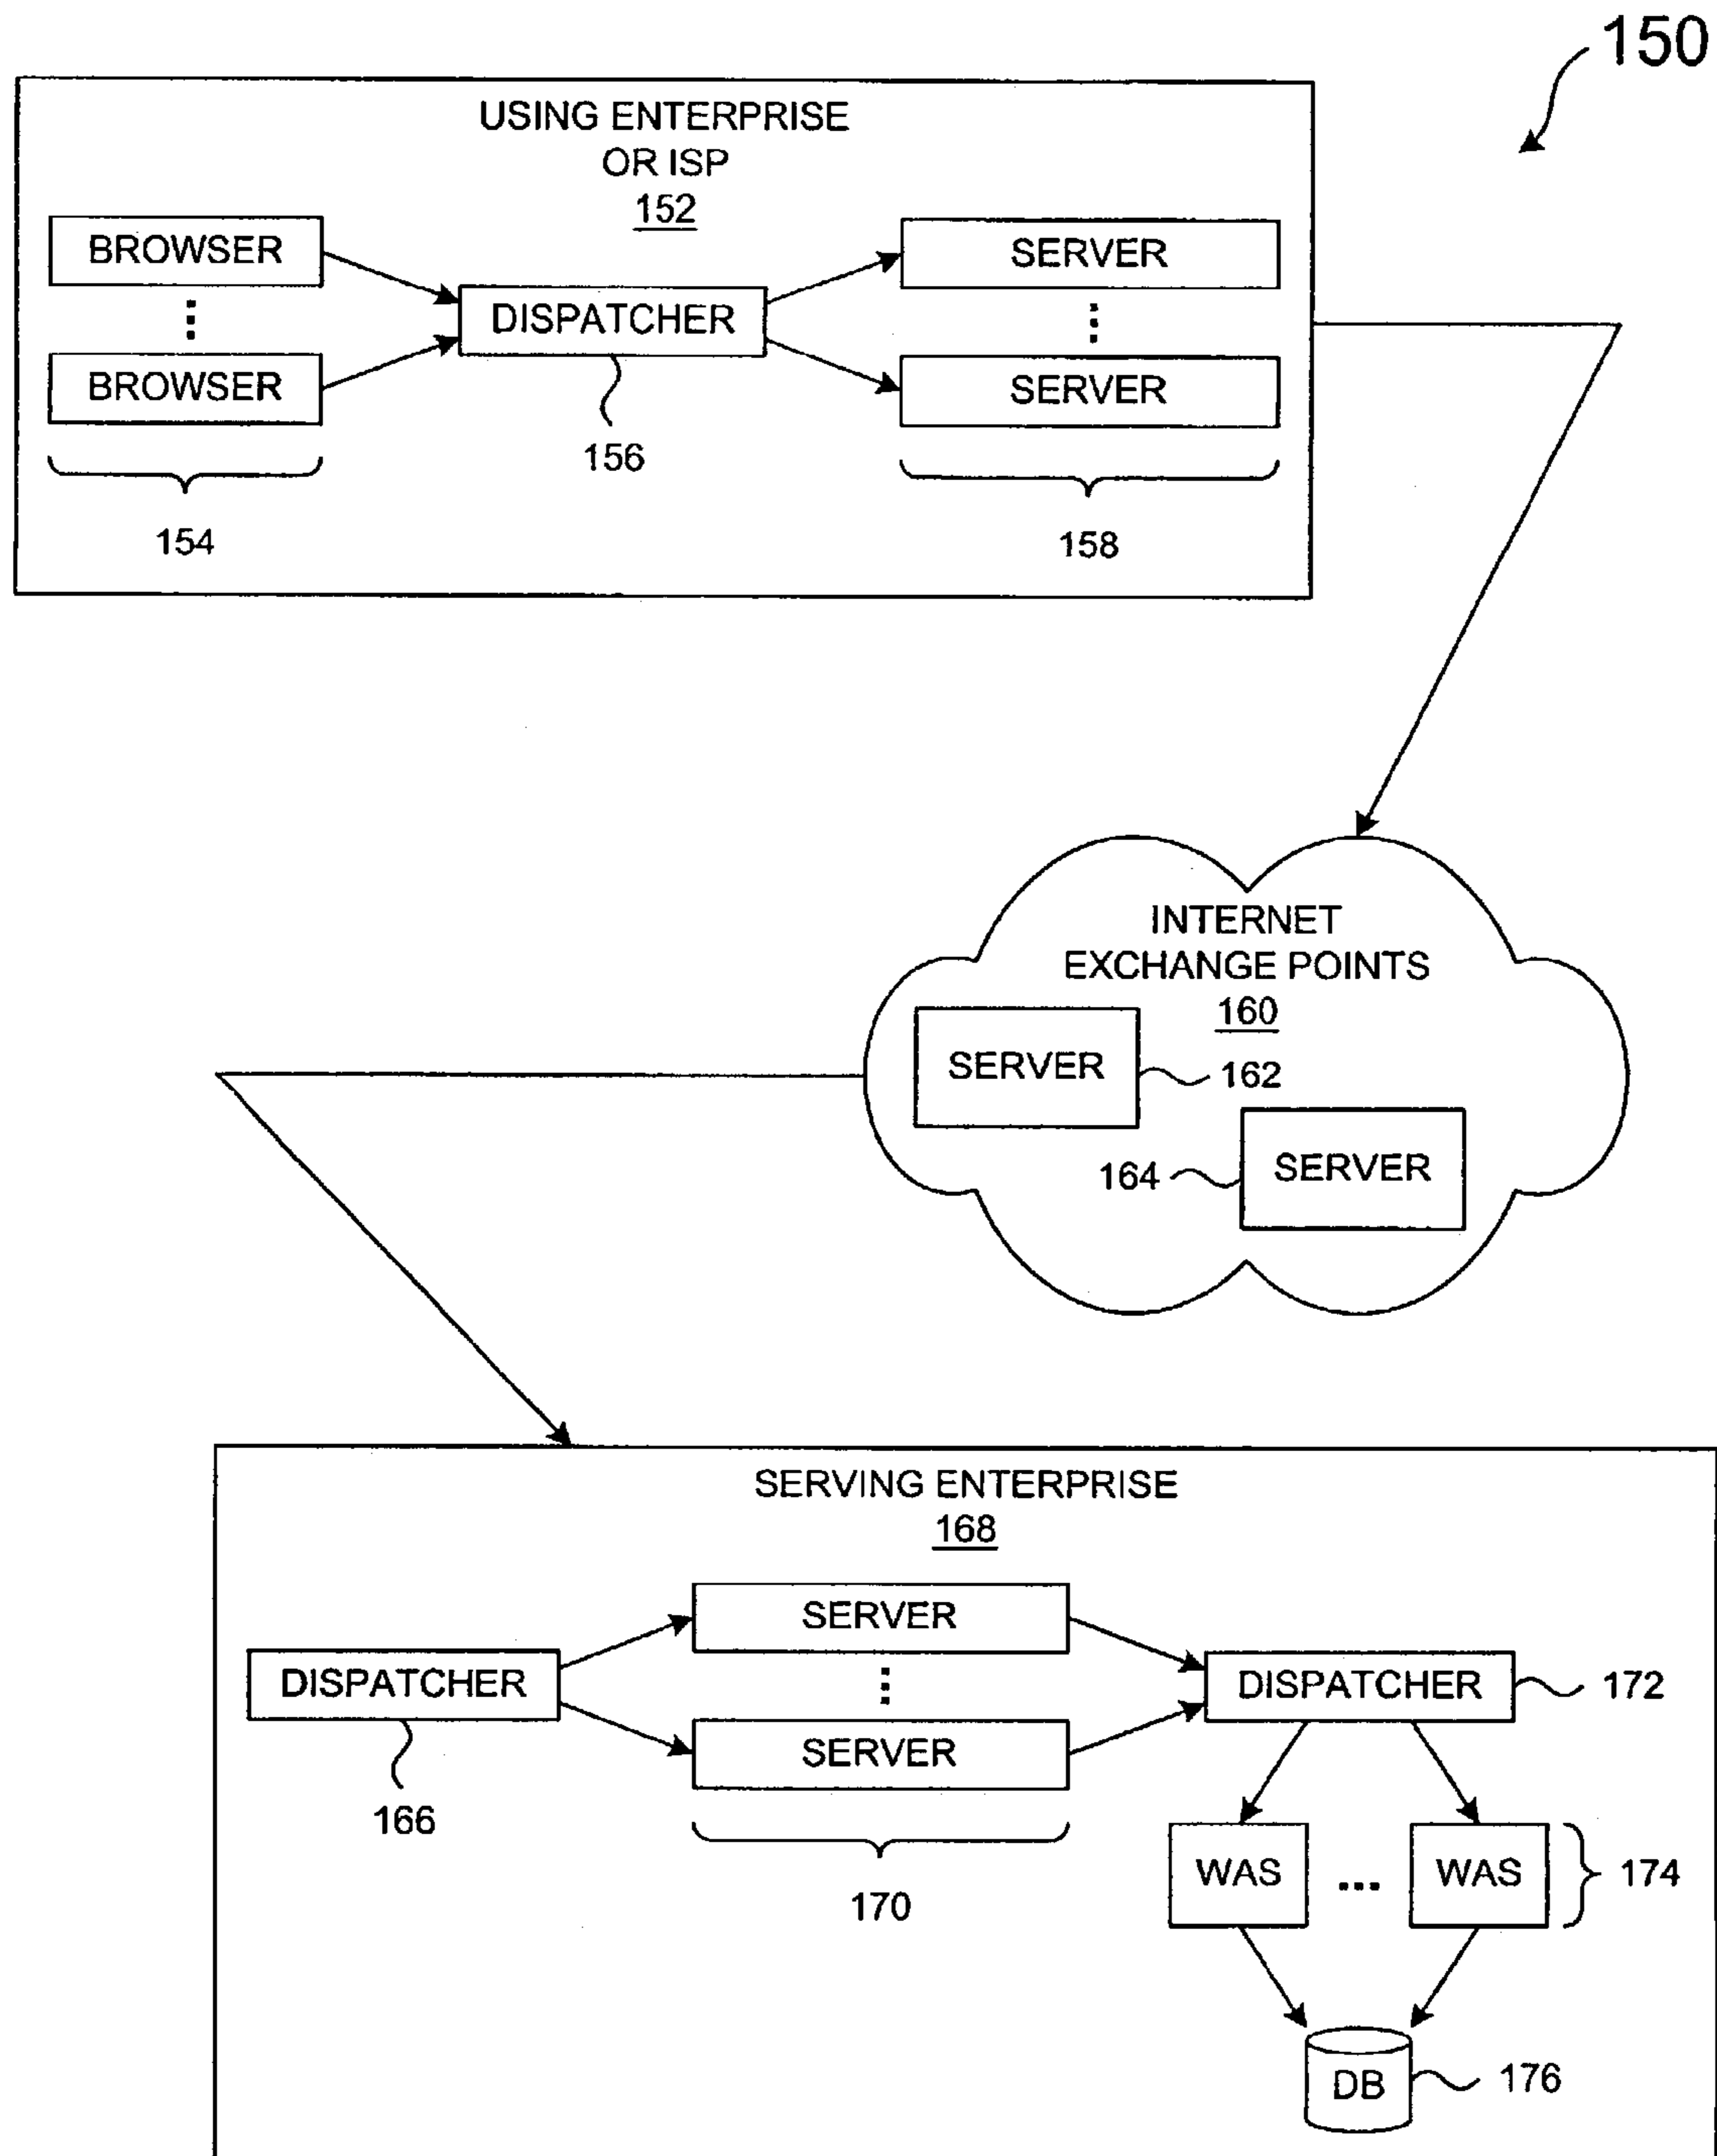 150
USING ENTERPRISE
OR ISP
152
BROWSER
SERVER
DISPATCHER
BROWSER
SERVER
156
154
158
INTERNET
EXCHANGE POINTS
160
SERVER
162
164
SERVER
SERVING ENTERPRISE
168
SERVER
DISPATCHER
DISPATCHER
172
SERVER
166
170
WAS
...
WAS
174
DB
176